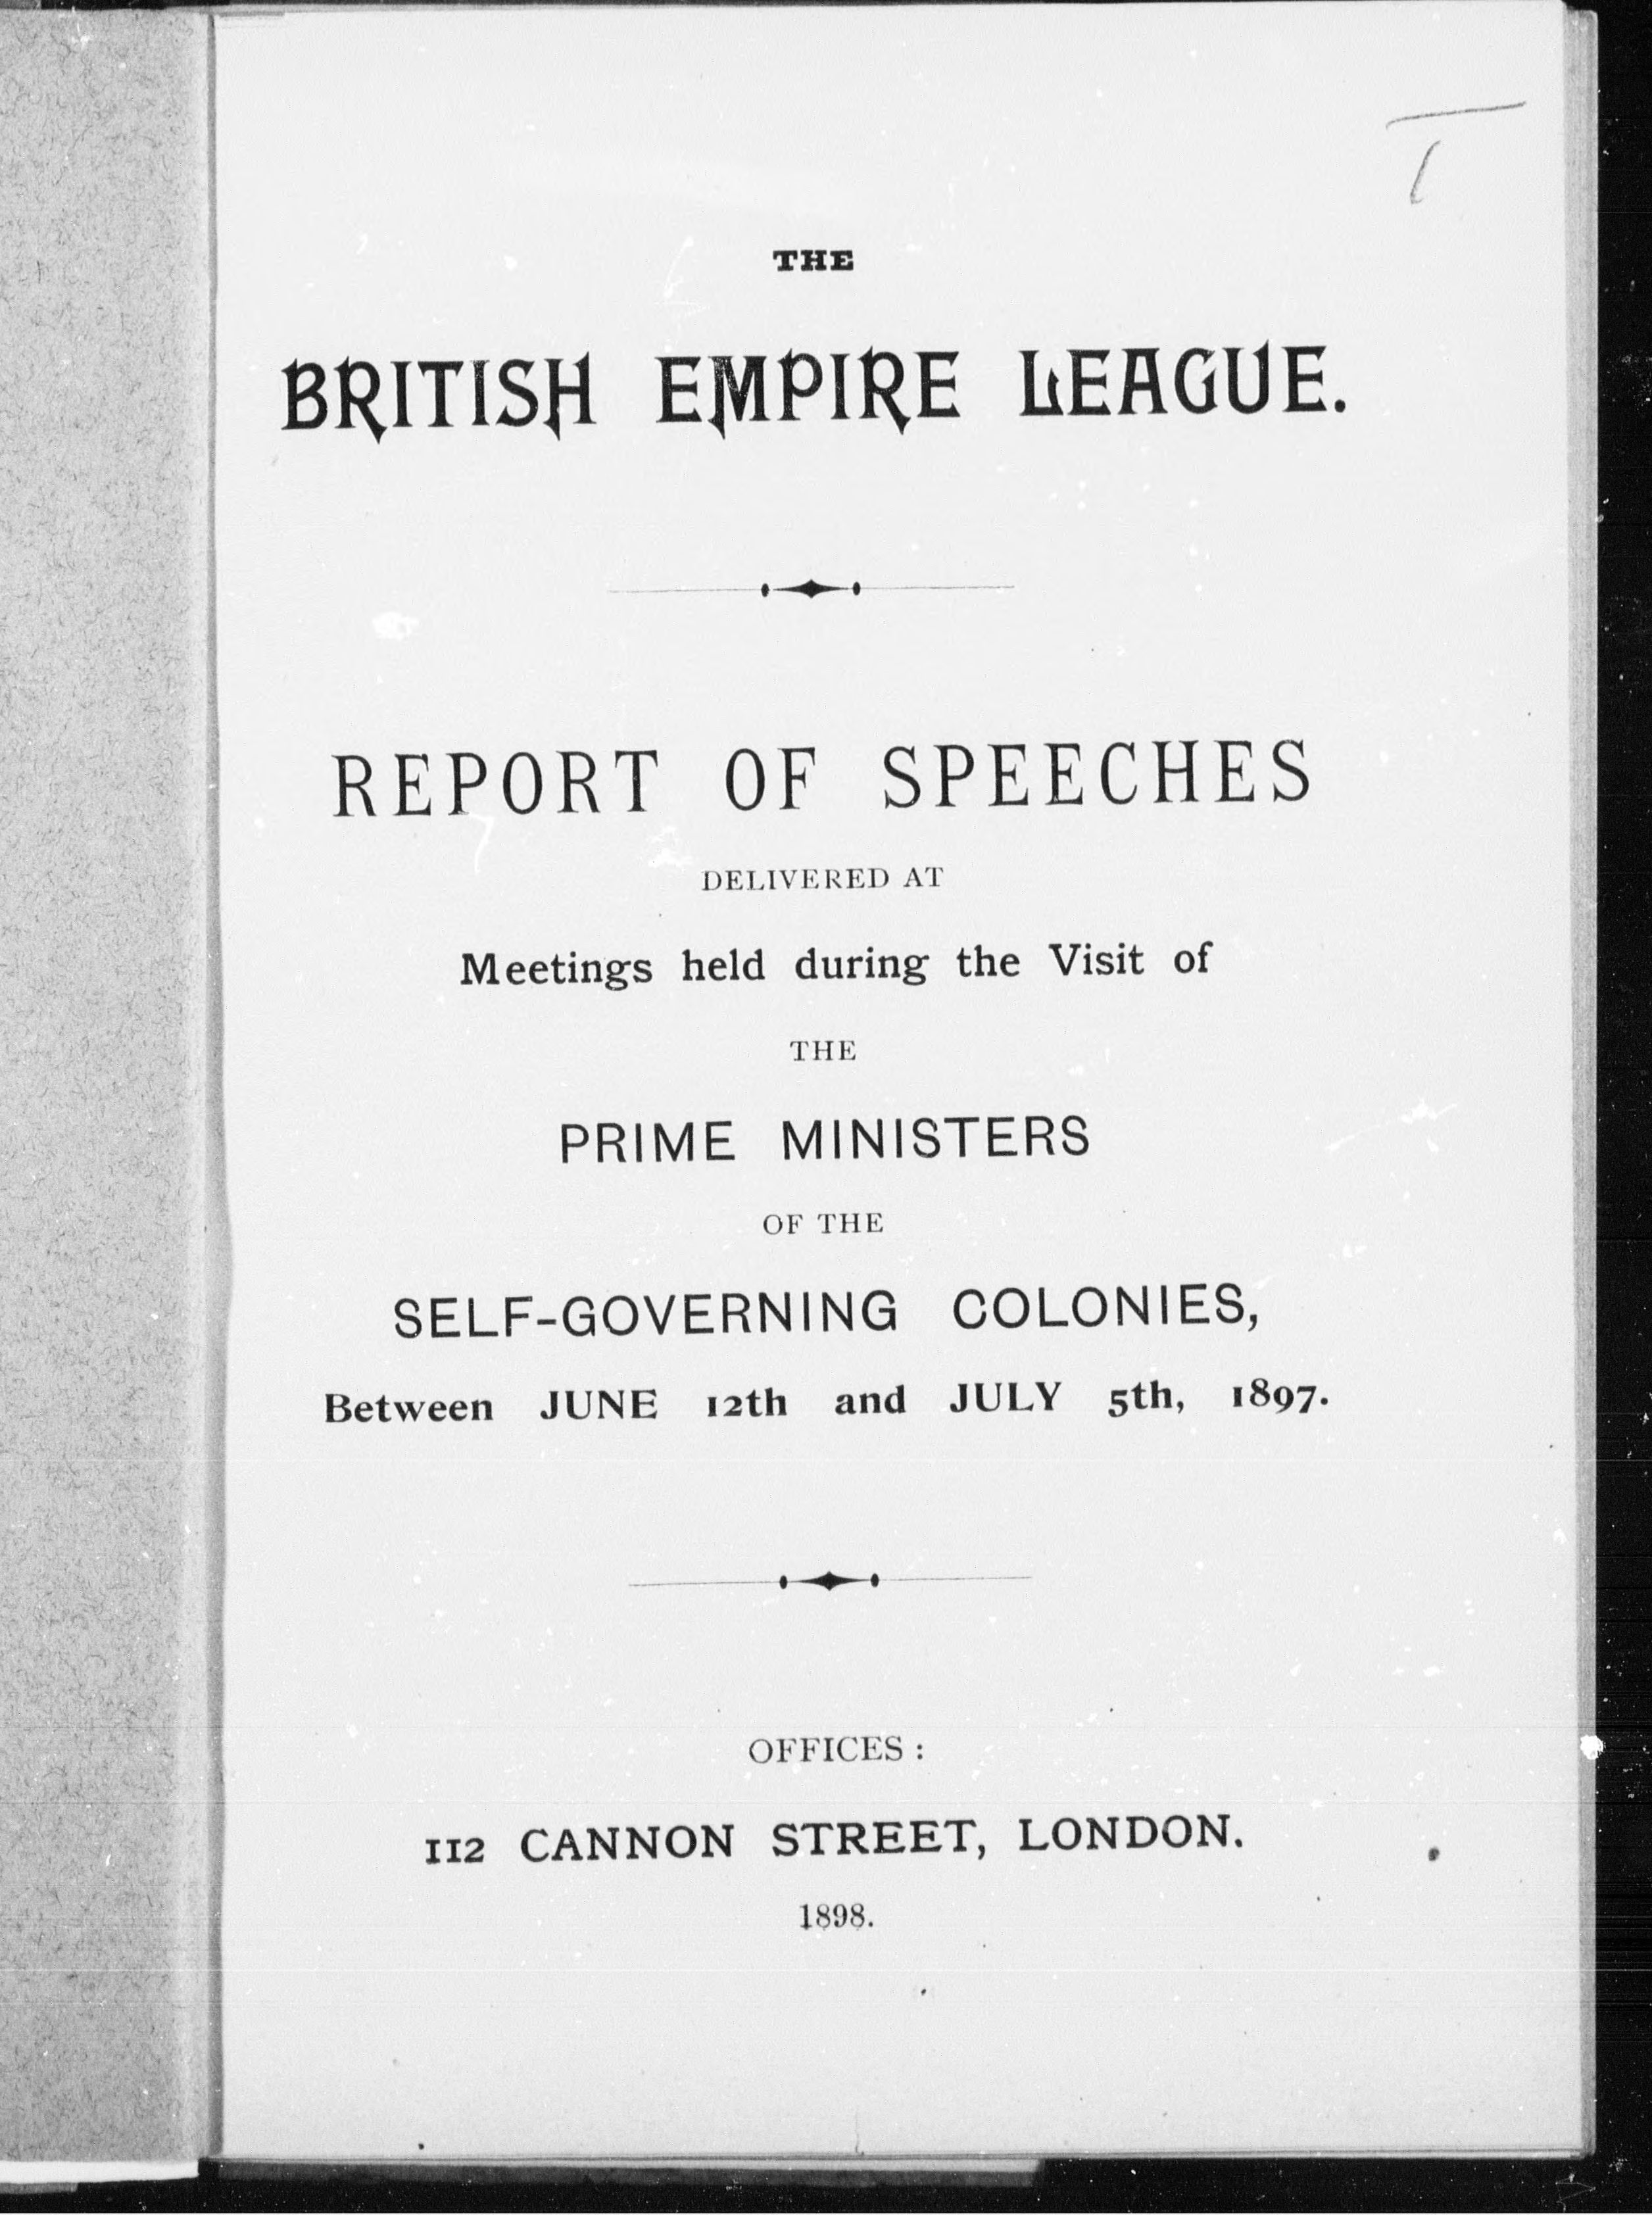 THE
BRITISH EMPIRE LEAGUE.
REPORT OF SPEECHES
DELIVERED AT
Meetings held during the Visit of
THE
PRIME MINISTERS
OF THE
SELF-GOVERNING COLONIES,
Between JUNE 12th and JULY 5th, 1897.
OFFICES :
112 CANNON STREET, LONDON.
1898.